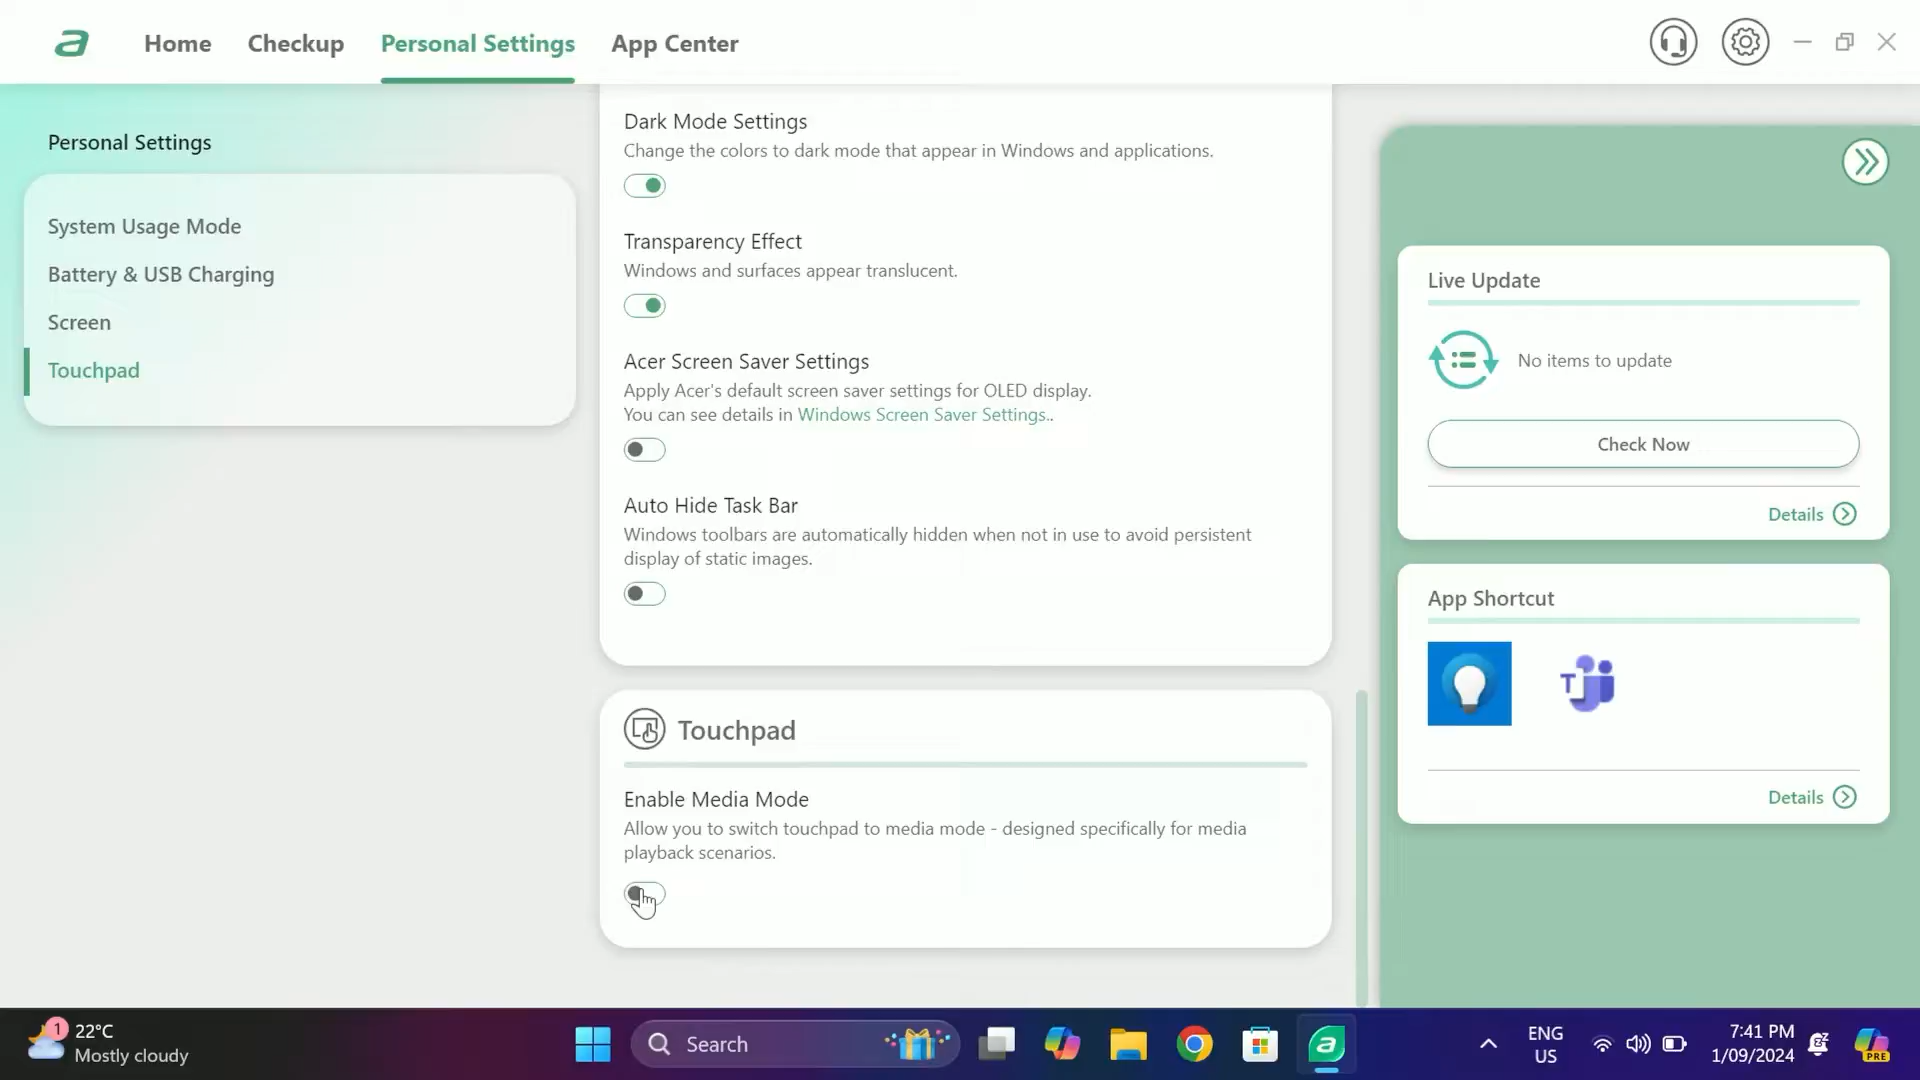 Home Checkup Personal Settings App Center
Personal Settings
System Usage Mode
Battery & USB Charging
Screen
Touchpad
Dark Mode Settings
Change the colors to dark mode that appear in Windows and applications.
Transparency Effect
Windows and surfaces appear translucent.
Acer Screen Saver Settings
Apply Acer's default screen saver settings for OLED display.
You can see details in Windows Screen Saver Settings..
Auto Hide Task Bar
Windows toolbars are automatically hidden when not in use to avoid persistent
display of static images.
Touchpad
Enable Media Mode
Allow you to switch touchpad to media mode - designed specifically for media
playback scenarios.
Live Update
No items to update
Check Now
Details
App Shortcut
T
Details
1
22°C
Mostly cloudy
Search
ENG
US
7:41 PM
1/09/2024
PRE